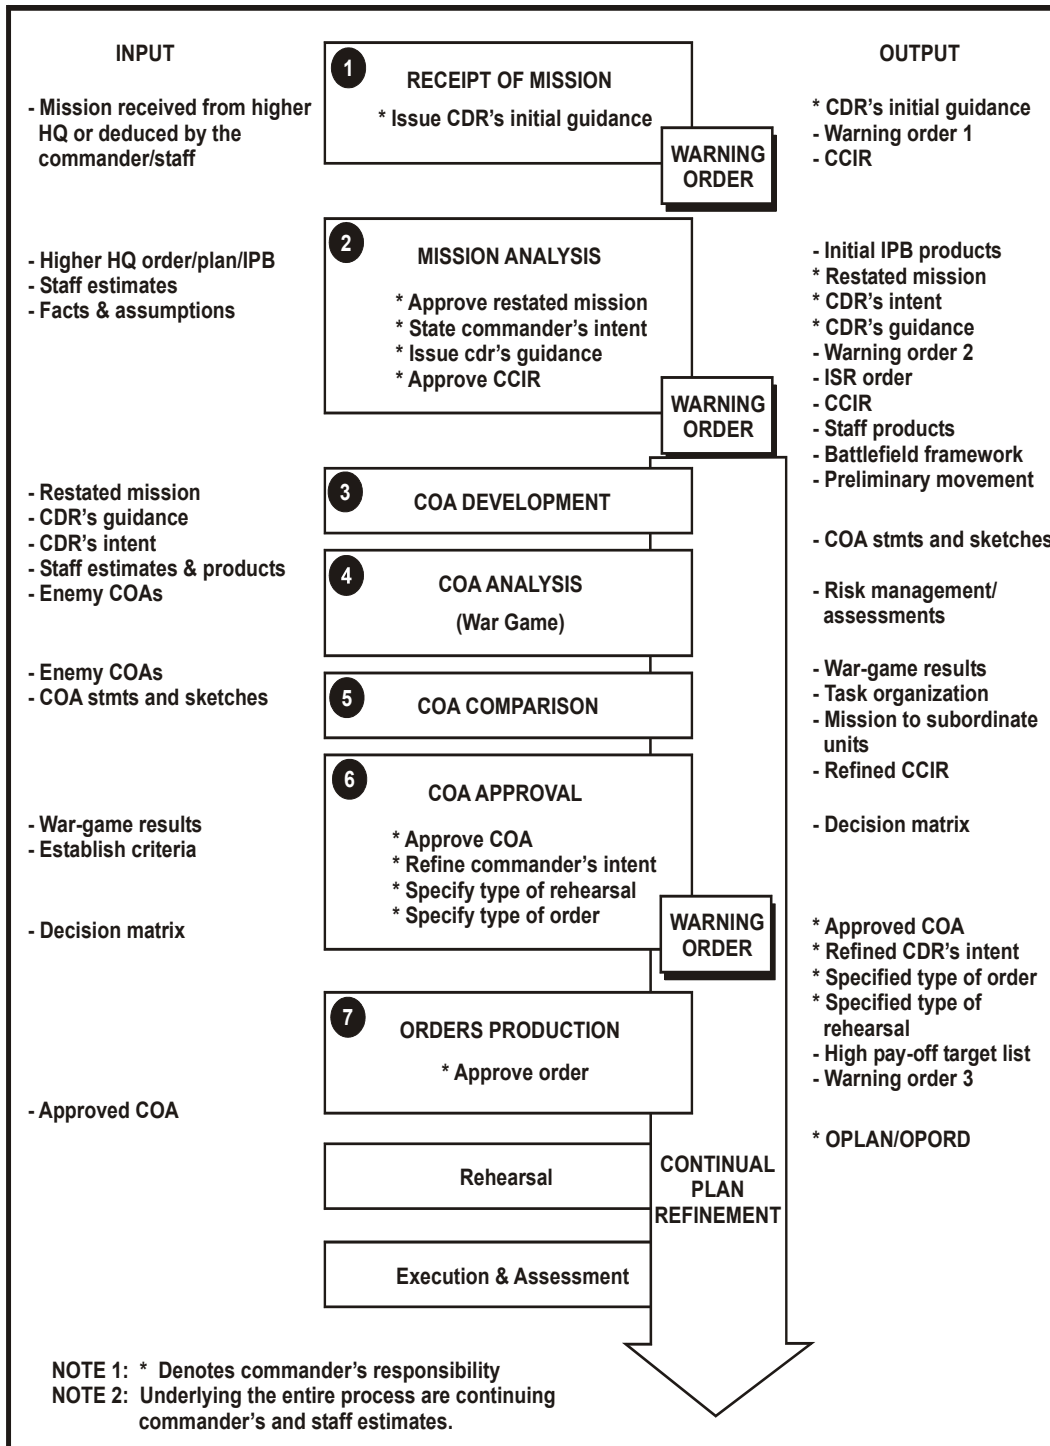 INPUT
- Mission received from higher
HQ or deduced by the
commander/staff
- Higher HQ order/plan/IPB
- Staff estimates
- Facts & assumptions
- Restated mission
- CDR's guidance
- CDR's intent
- Staff estimates & products
- Enemy COAs
- Enemy COAs
- COA stmts and sketches
- War-game results
- Establish criteria
- Decision matrix
- Approved COA
1
RECEIPT OF MISSION
* Issue CDR's initial guidance
WARNING
ORDER
2
MISSION ANALYSIS
* Approve restated mission
* State commander's intent
* Issue cdr's guidance
* Approve CCIR
WARNING
ORDER
3
COA DEVELOPMENT
4
COA ANALYSIS
(War Game)
5
COA COMPARISON
6
COA APPROVAL
* Approve COA
* Refine commander's intent
* Specify type of rehearsal
* Specify type of order
WARNING
ORDER
7
ORDERS PRODUCTION
* Approve order
Rehearsal
Execution & Assessment
CONTINUAL
PLAN
REFINEMENT
OUTPUT
* CDR's initial guidance
- Warning order 1
- CCIR
- Initial IPB products
* Restated mission
* CDR's intent
* CDR's guidance
- Warning order 2
- ISR order
- CCIR
- Staff products
- Battlefield framework
- Preliminary movement
- COA stmts and sketches
- Risk management/
assessments
- War-game results
- Task organization
- Mission to subordinate
units
- Refined CCIR
- Decision matrix
* Approved COA
* Refined CDR's intent
* Specified type of order
* Specified type of
rehearsal
- High pay-off target list
- Warning order 3
* OPLAN/OPORD
NOTE 1: * Denotes commander's responsibility
NOTE 2: Underlying the entire process are continuing
commander's and staff estimates.